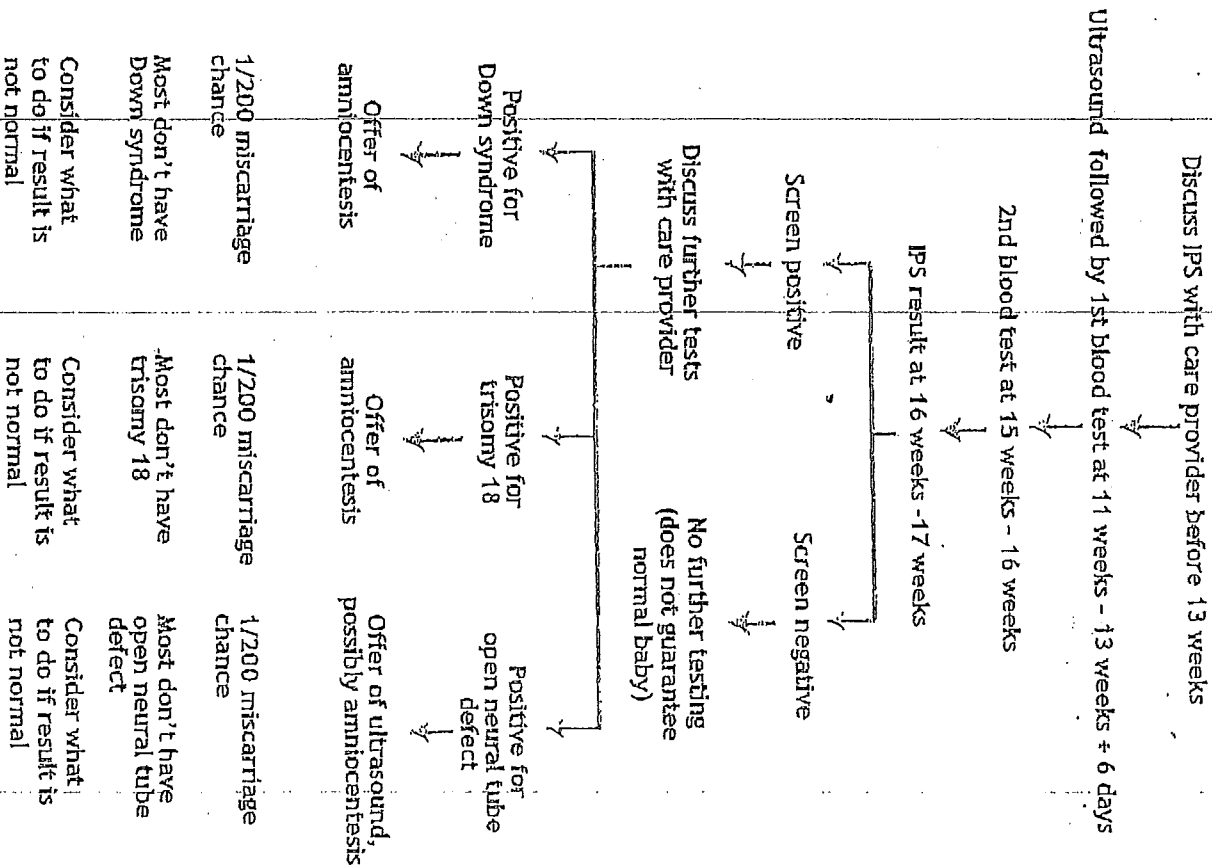 Discuss IPS with care provider before 13 weeks
Ultrasound followed by 1st blood test at 11 weeks - 13 weeks + 6 days
2nd blood test at 15 weeks - 16 weeks
IPS result at 16 weeks -17 weeks
Screen positive
Screen negative
Discuss further tests
with care provider
No further testing
(does not guarantee
normal baby)
Positive for
Down syndrome
Positive for
trisomy 18
Positive for
open neural tube
defect
Offer of
amniocentesis
Offer of
amniocentesis
Offer of ultrasound,
possibly amniocentesis
1/200 miscarriage
chance
1/200 miscarriage
chance
1/200 miscarriage
chance
Most don't have
Down syndrome
Most don't have
trisomy 18
Most don't have
open neural tube
defect
Consider what
to do if result is
not normal
Consider what
to do if result is
not normal
Consider what
to do if result is
not normal